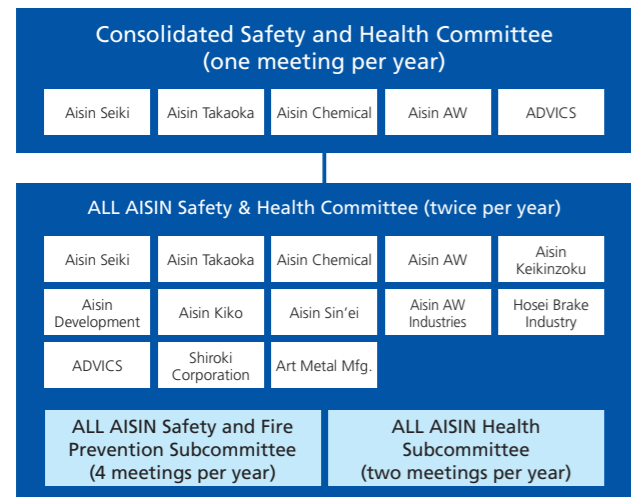 Consolidated Safety and Health Committee
(one meeting per year)
Aisin Seiki
Aisin Takaoka
Aisin Chemical
Aisin AW
ADVICS
ALL AISIN Safety & Health Committee (twice per year)
Aisin Seiki
Aisin Takaoka
Aisin Chemical
Aisin AW
Aisin
Keikinzoku
Aisin
Development
Aisin Kiko
Aisin Sin’ei
Aisin AW
Industries
Hosei Brake
Industry
ADVICS
Shiroki
Corporation
Art Metal Mfg.
ALL AISIN Safety and Fire
Prevention Subcommittee
(4 meetings per year)
ALL AISIN Health
Subcommittee
(two meetings per year)